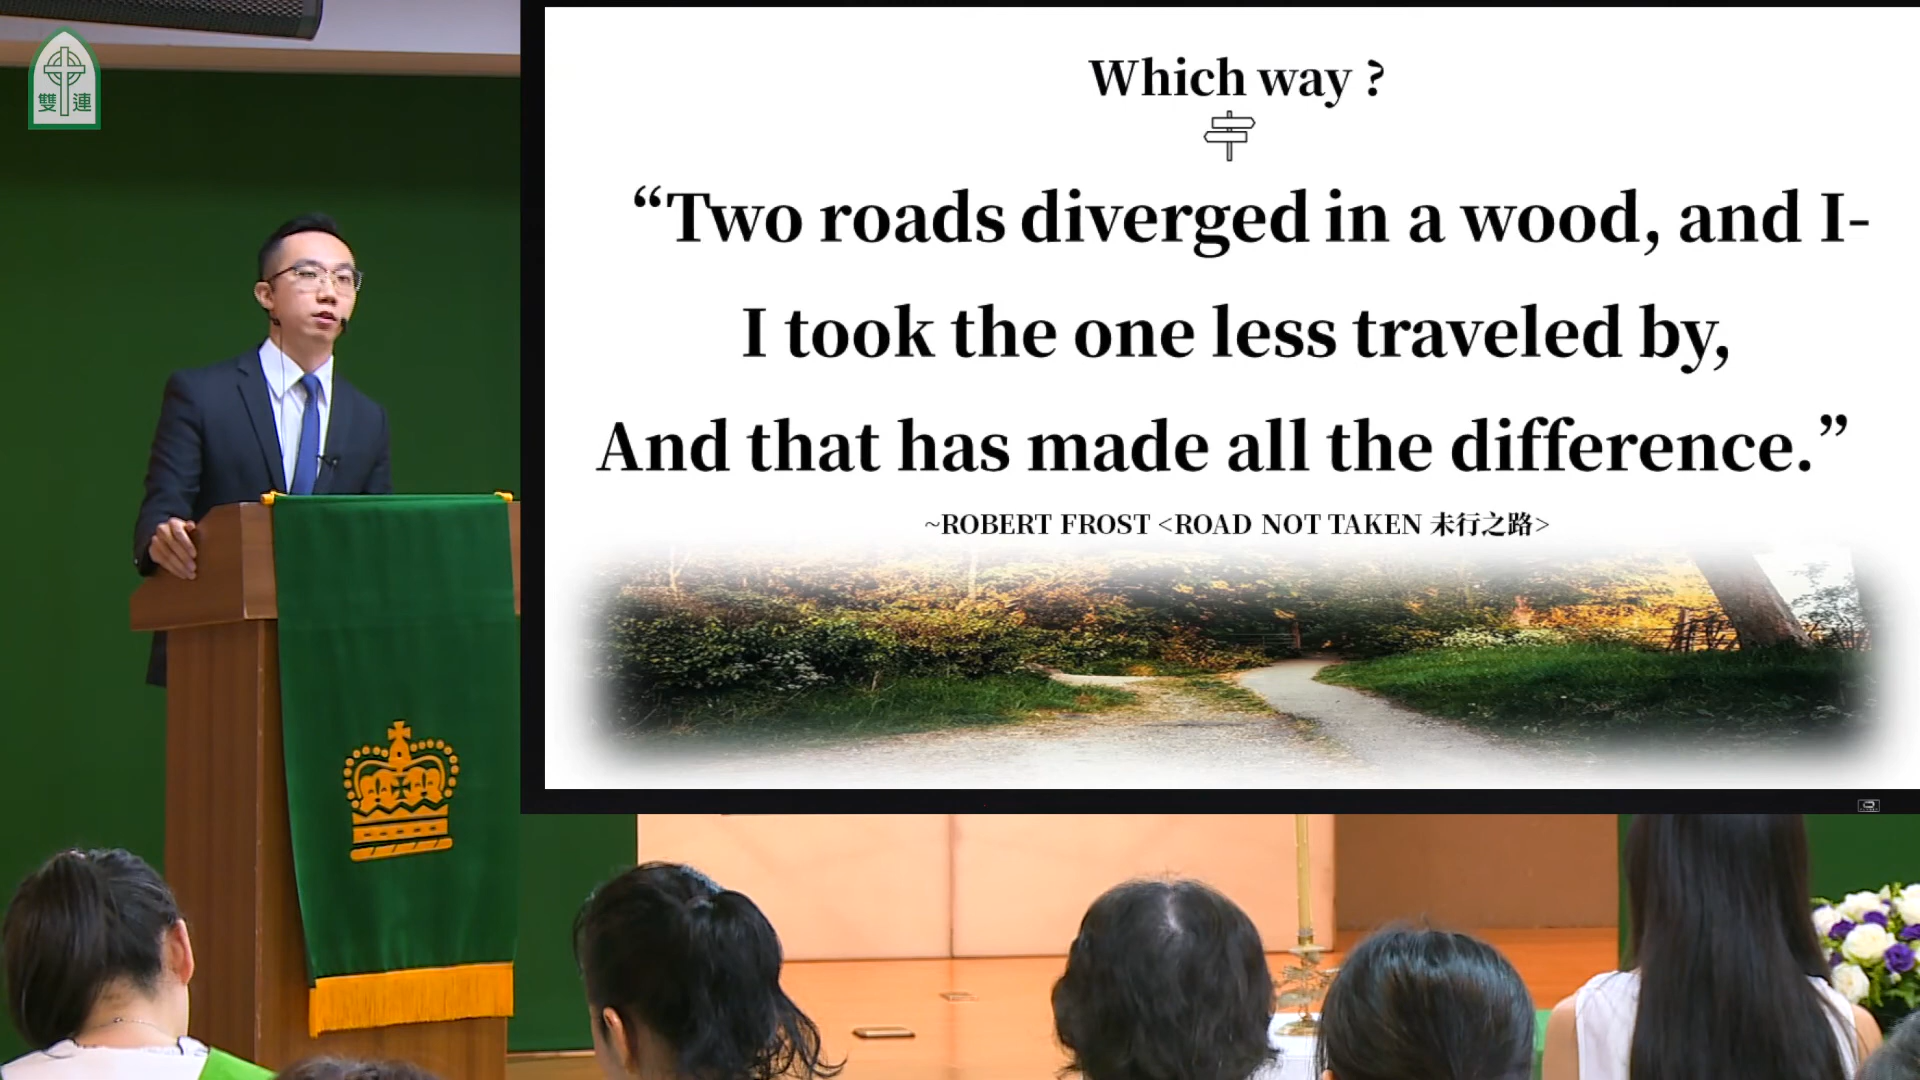 雙連
Which way ?
“Two roads diverged in a wood, and I-
I took the one less traveled by,
And that has made all the difference.”
~ROBERT FROST <ROAD NOT TAKEN 未行之路>